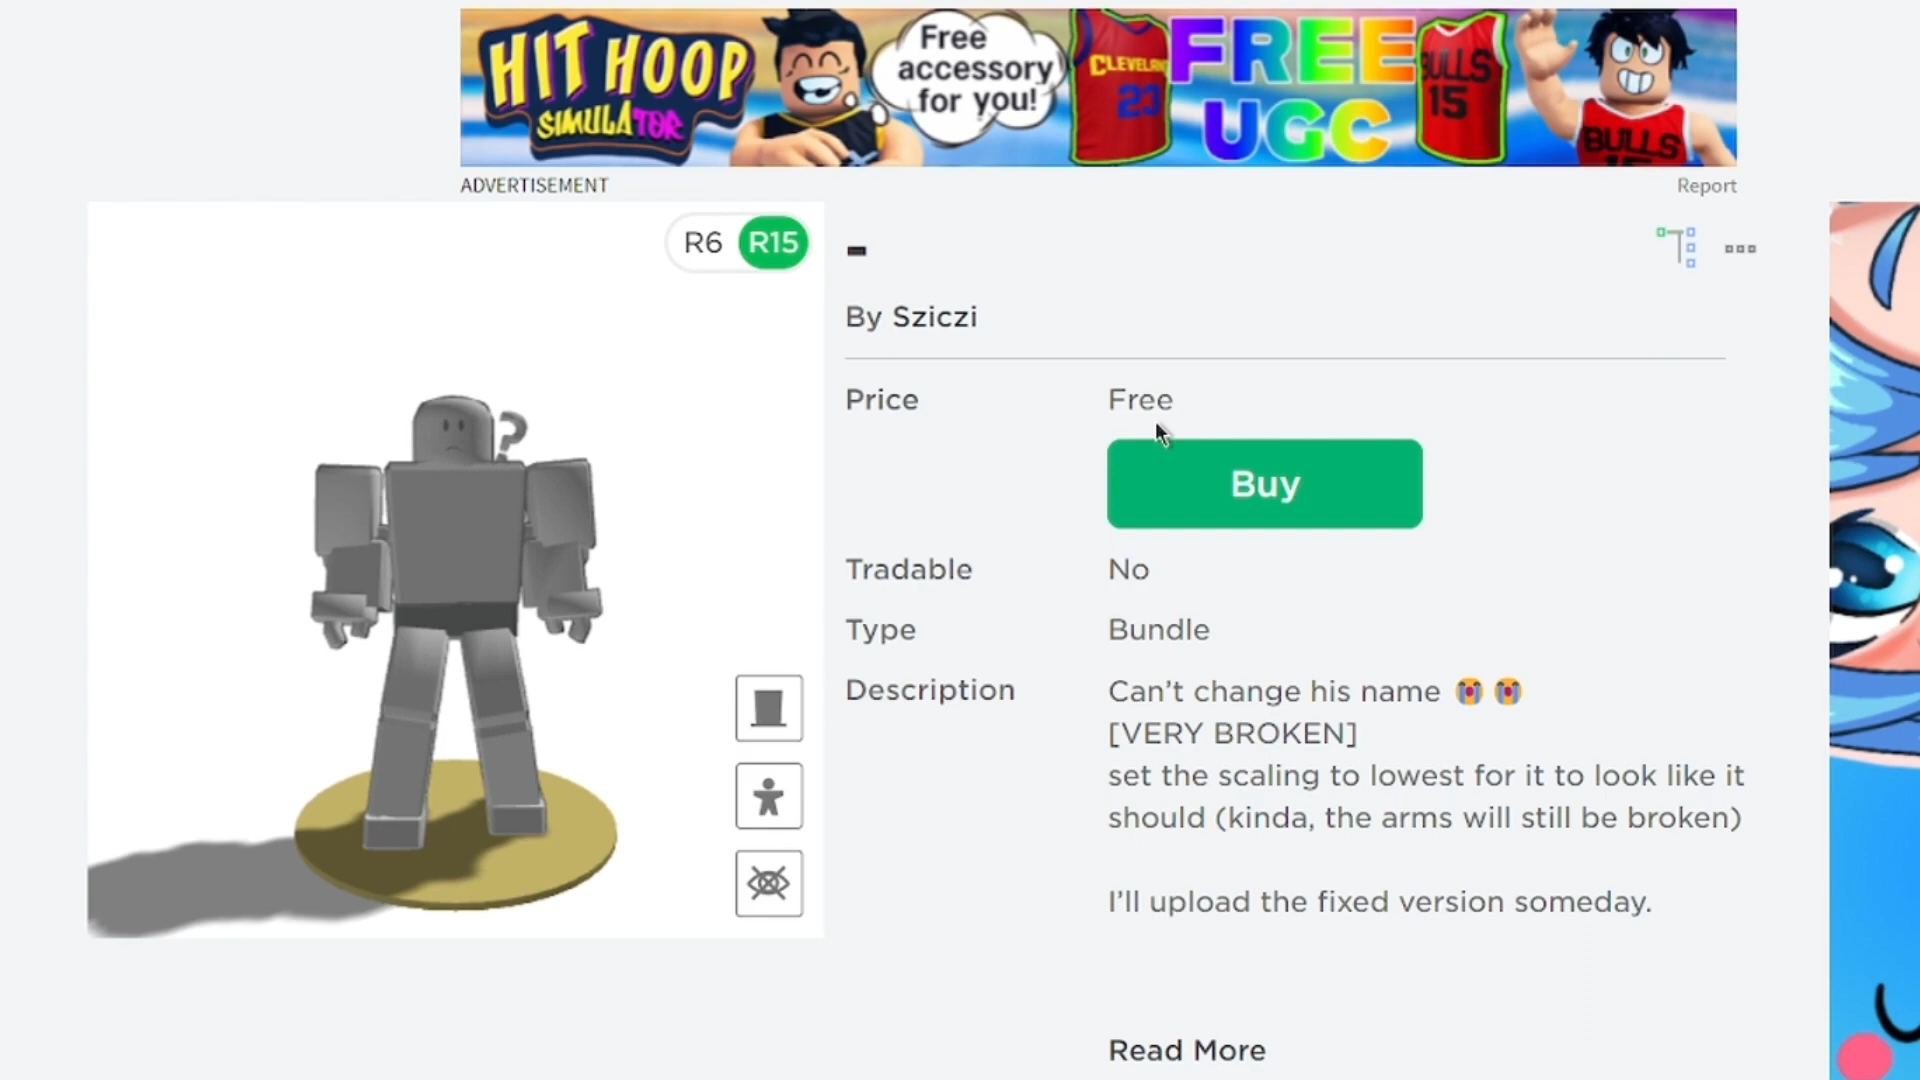 HIT HOOP
SIMULATOR
Free
accessory
for you!
CLEVELAN
23
FREE
UGC
BULLS
15
BULLS
15
ADVERTISEMENT
Report
R6 R15
-
By Sziczi
Price
Free
?
Buy
Tradable
No
Type
Bundle
Description
Can’t change his name 😭 😭
[VERY BROKEN]
set the scaling to lowest for it to look like it
should (kinda, the arms will still be broken)
I’ll upload the fixed version someday.
Read More